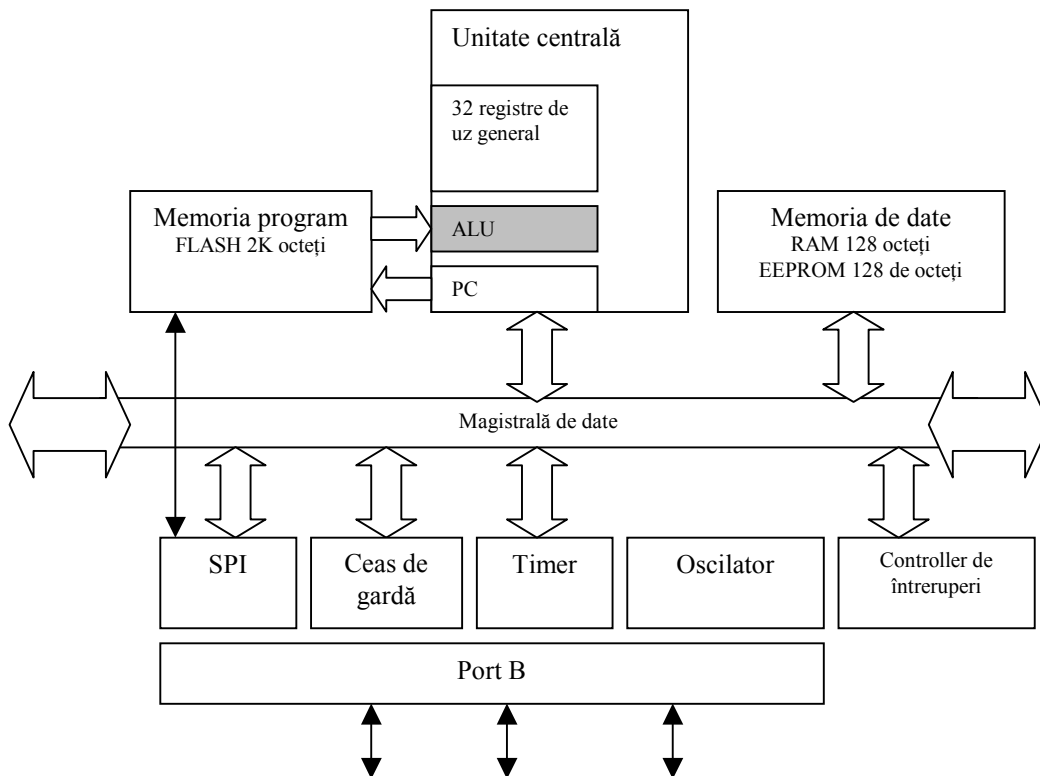 Unitate centrală
32 registre de
uz general
Memoria program
FLASH 2K octeți
ALU
PC
Memoria de date
RAM 128 octeți
EEPROM 128 de octeți
Magistrală de date
SPI
Ceas de
gardă
Timer
Oscilator
Controller de
întreruperi
Port B